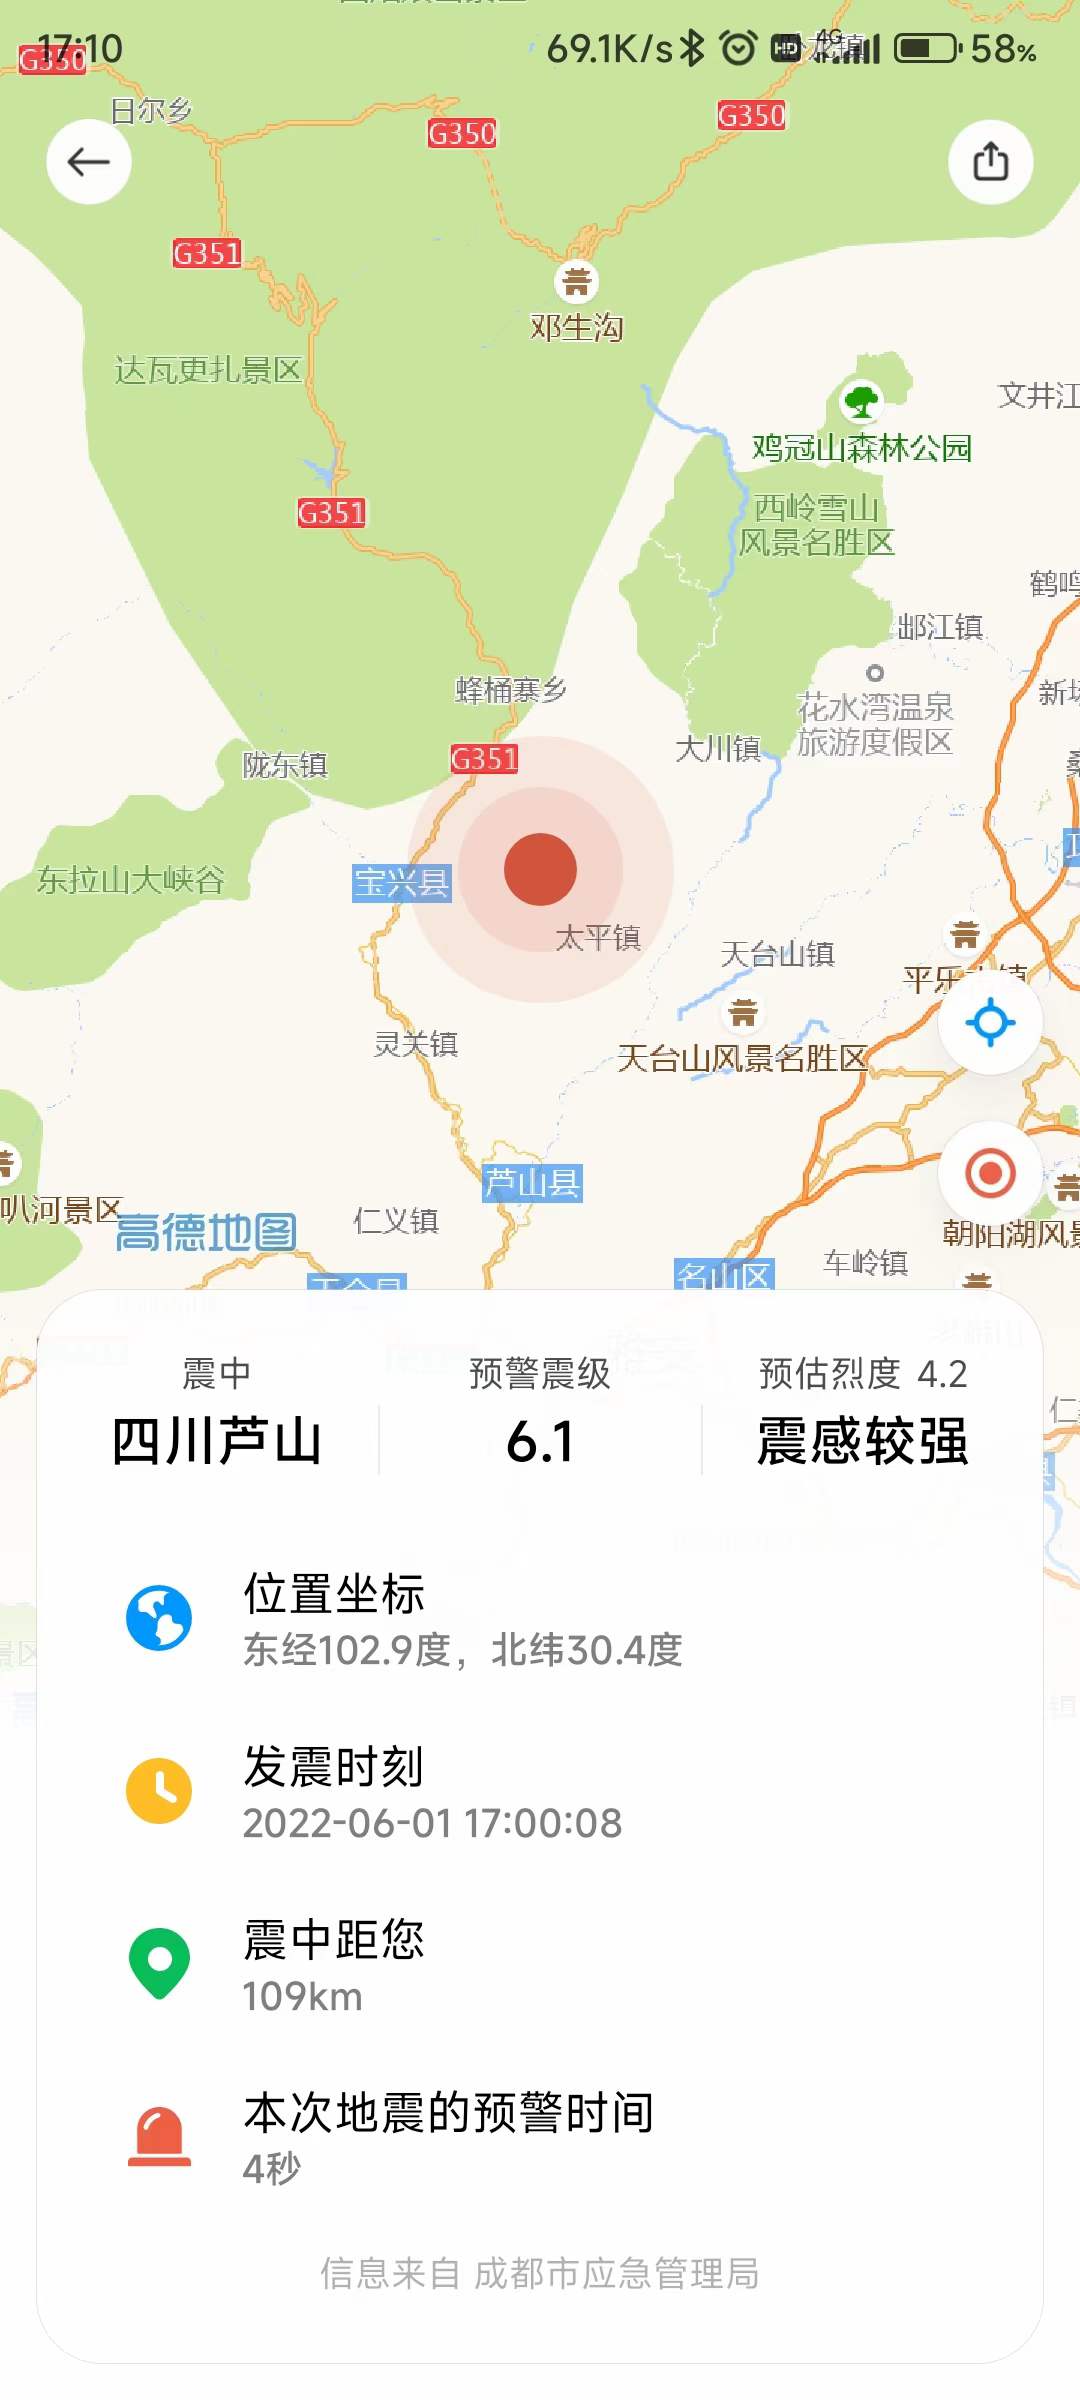 17:10
69.1K/s
4G
HD
58%
G350
日尔乡
G350
G350
G351
邓生沟
达瓦更扎景区
文井江
鸡冠山森林公园
西岭雪山
风景名胜区
G351
鹤鸣
邮江镇
蜂桶寨乡
花水湾温泉
旅游度假区
大川镇
G351
陇东镇
东拉山大峡谷
宝兴县
太平镇
天台山镇
灵关镇
天台山风景名胜区
芦山县
叭河景区
高德地图
仁义镇
朝阳湖风景
名山区
车岭镇
震中
四川芦山
预警震级
6.1
预估烈度 4.2
震感较强
位置坐标
东经102.9度，北纬30.4度
发震时刻
2022-06-01 17:00:08
震中距您
109km
本次地震的预警时间
4秒
信息来自 成都市应急管理局